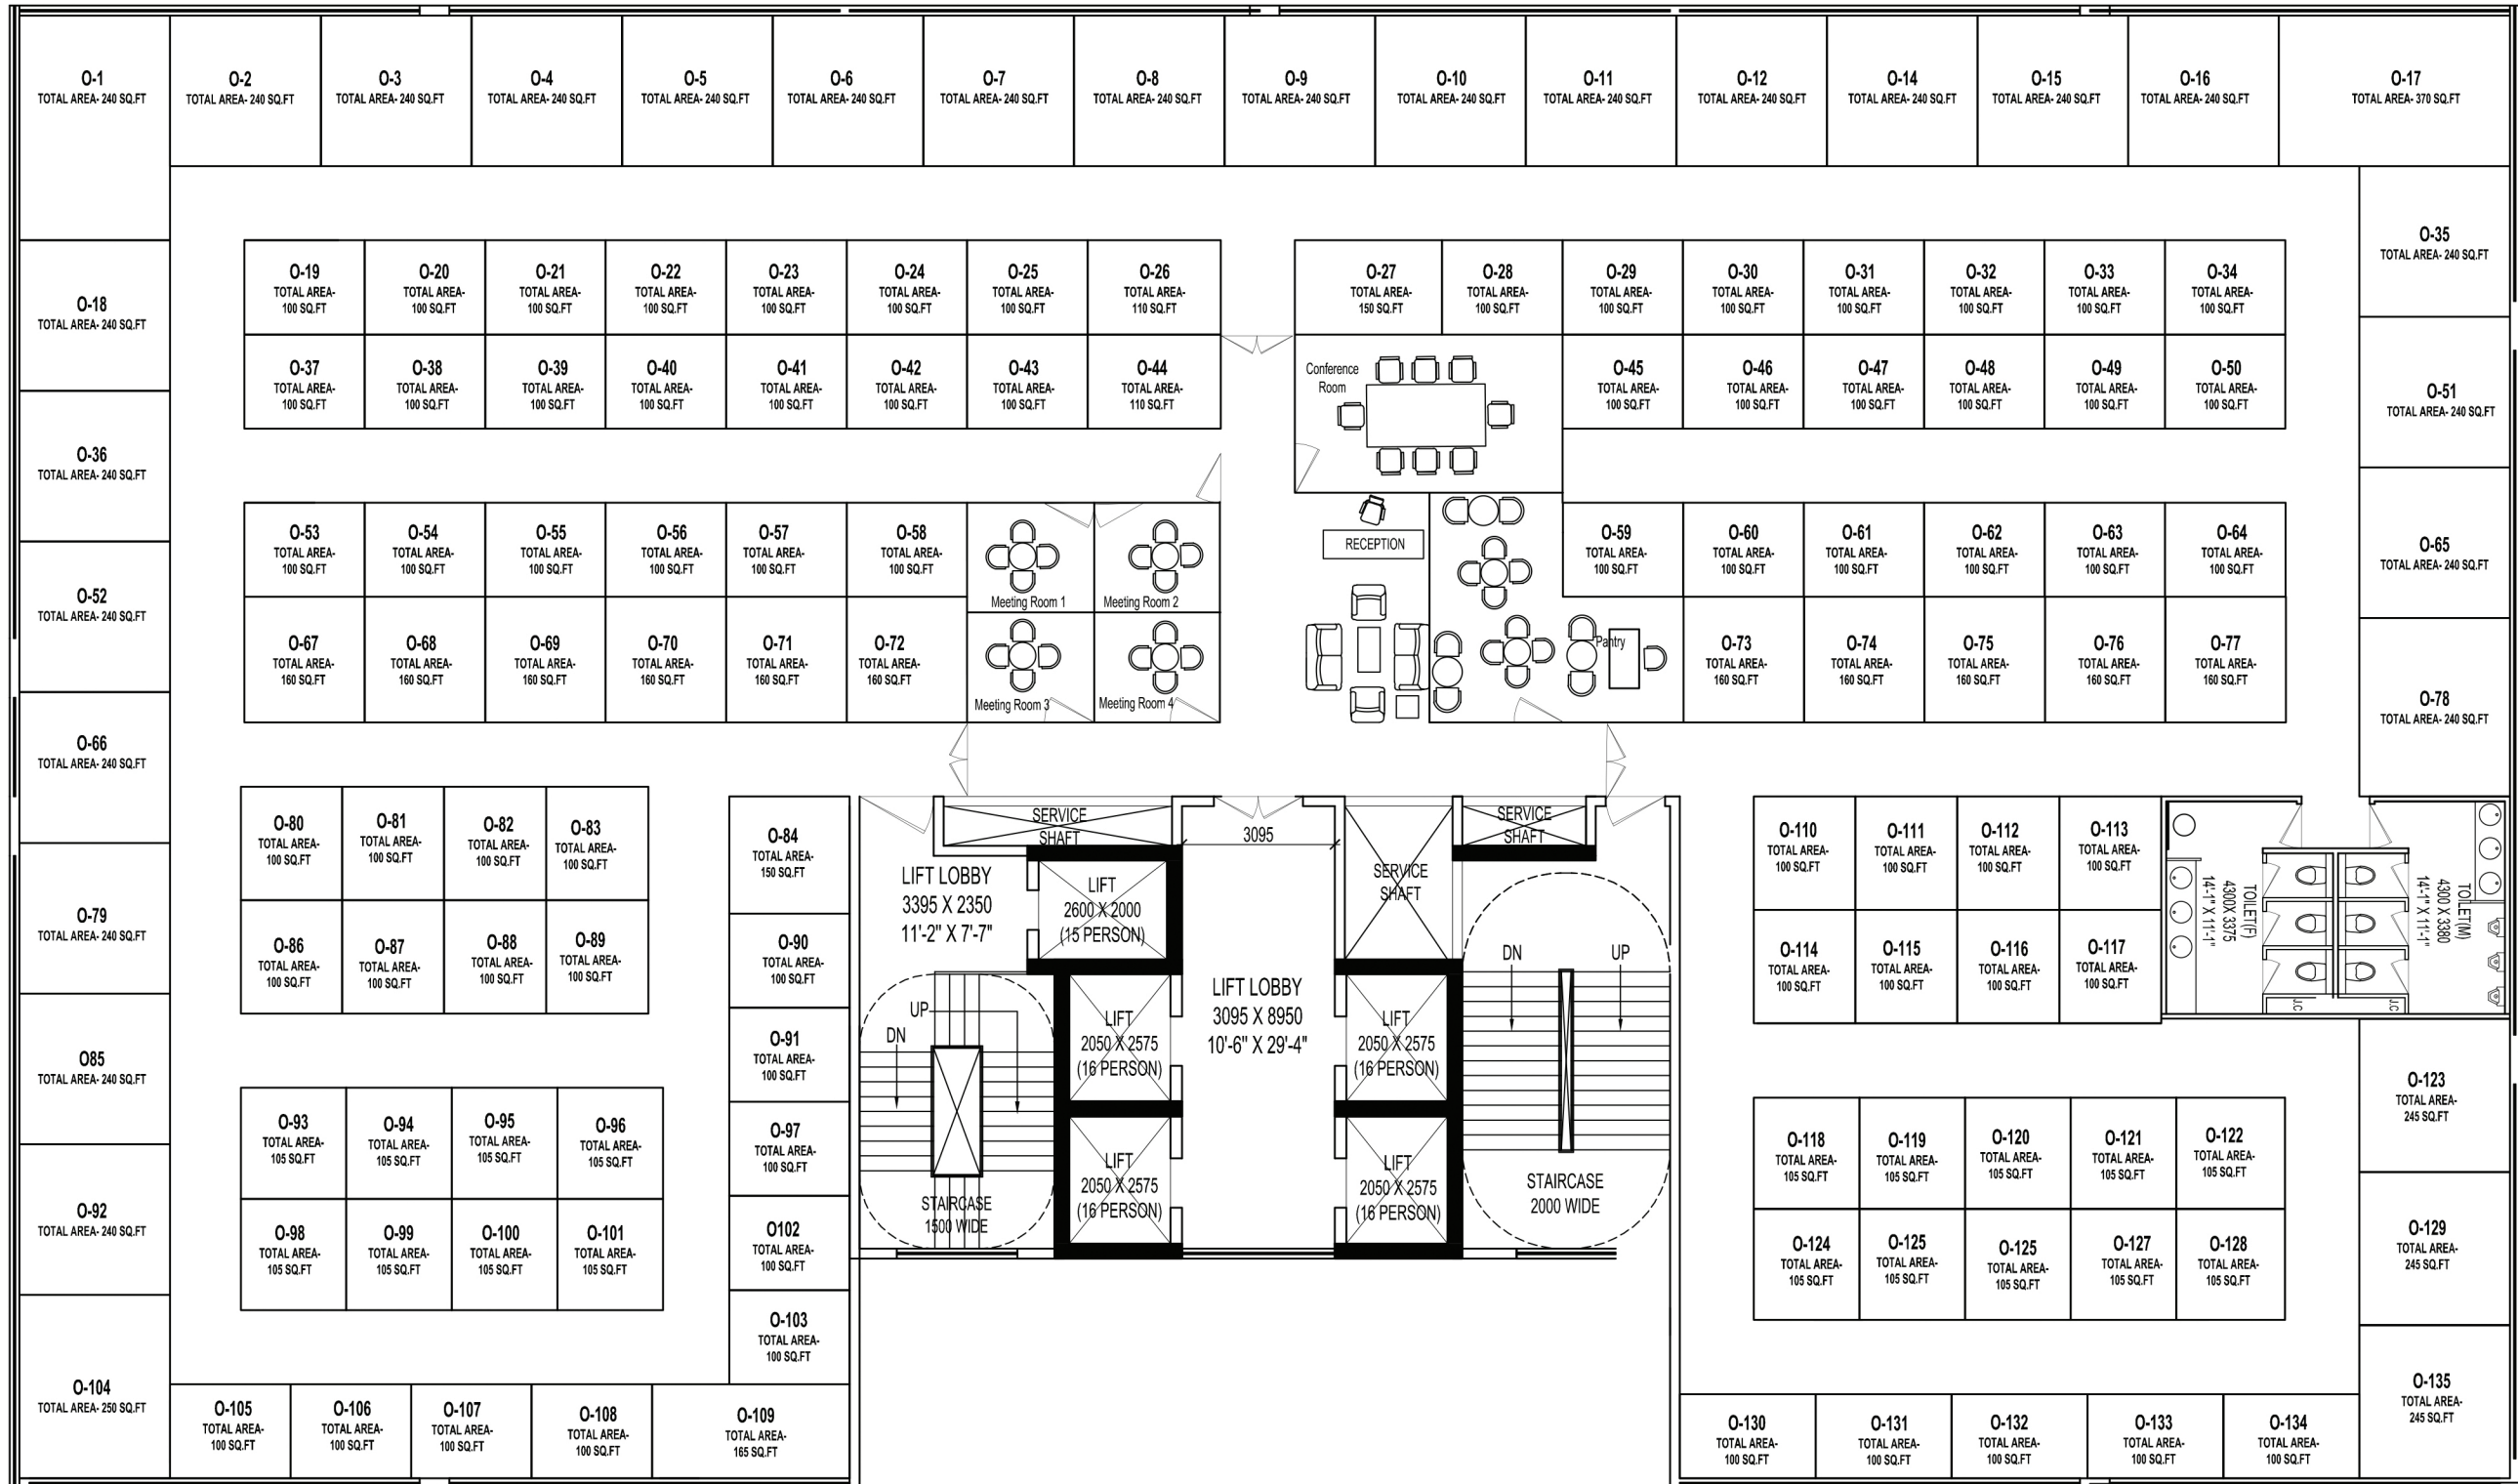 O-1
TOTAL AREA- 240 SQ.FT
O-2
TOTAL AREA- 240 SQ.FT
O-3
TOTAL AREA- 240 SQ.FT
O-4
TOTAL AREA- 240 SQ.FT
O-5
TOTAL AREA- 240 SQ.FT
O-6
TOTAL AREA- 240 SQ.FT
O-7
TOTAL AREA- 240 SQ.FT
O-8
TOTAL AREA- 240 SQ.FT
O-9
TOTAL AREA- 240 SQ.FT
O-10
TOTAL AREA- 240 SQ.FT
O-11
TOTAL AREA- 240 SQ.FT
O-12
TOTAL AREA- 240 SQ.FT
O-14
TOTAL AREA- 240 SQ.FT
O-15
TOTAL AREA- 240 SQ.FT
O-16
TOTAL AREA- 240 SQ.FT
O-17
TOTAL AREA- 370 SQ.FT
O-18
TOTAL AREA- 240 SQ.FT
O-19
TOTAL AREA-
100 SQ.FT
O-20
TOTAL AREA-
100 SQ.FT
O-21
TOTAL AREA-
100 SQ.FT
O-22
TOTAL AREA-
100 SQ.FT
O-23
TOTAL AREA-
100 SQ.FT
O-24
TOTAL AREA-
100 SQ.FT
O-25
TOTAL AREA-
100 SQ.FT
O-26
TOTAL AREA-
110 SQ.FT
O-27
TOTAL AREA-
150 SQ.FT
O-28
TOTAL AREA-
100 SQ.FT
O-29
TOTAL AREA-
100 SQ.FT
O-30
TOTAL AREA-
100 SQ.FT
O-31
TOTAL AREA-
100 SQ.FT
O-32
TOTAL AREA-
100 SQ.FT
O-33
TOTAL AREA-
100 SQ.FT
O-34
TOTAL AREA-
100 SQ.FT
O-35
TOTAL AREA- 240 SQ.FT
O-36
TOTAL AREA- 240 SQ.FT
O-37
TOTAL AREA-
100 SQ.FT
O-38
TOTAL AREA-
100 SQ.FT
O-39
TOTAL AREA-
100 SQ.FT
O-40
TOTAL AREA-
100 SQ.FT
O-41
TOTAL AREA-
100 SQ.FT
O-42
TOTAL AREA-
100 SQ.FT
O-43
TOTAL AREA-
100 SQ.FT
O-44
TOTAL AREA-
110 SQ.FT
Conference
Room
O-45
TOTAL AREA-
100 SQ.FT
O-46
TOTAL AREA-
100 SQ.FT
O-47
TOTAL AREA-
100 SQ.FT
O-48
TOTAL AREA-
100 SQ.FT
O-49
TOTAL AREA-
100 SQ.FT
O-50
TOTAL AREA-
100 SQ.FT
O-51
TOTAL AREA- 240 SQ.FT
O-52
TOTAL AREA- 240 SQ.FT
O-53
TOTAL AREA-
100 SQ.FT
O-54
TOTAL AREA-
100 SQ.FT
O-55
TOTAL AREA-
100 SQ.FT
O-56
TOTAL AREA-
100 SQ.FT
O-57
TOTAL AREA-
100 SQ.FT
O-58
TOTAL AREA-
100 SQ.FT
Meeting Room 1
Meeting Room 2
RECEPTION
O-59
TOTAL AREA-
100 SQ.FT
O-60
TOTAL AREA-
100 SQ.FT
O-61
TOTAL AREA-
100 SQ.FT
O-62
TOTAL AREA-
100 SQ.FT
O-63
TOTAL AREA-
100 SQ.FT
O-64
TOTAL AREA-
100 SQ.FT
O-65
TOTAL AREA- 240 SQ.FT
O-66
TOTAL AREA- 240 SQ.FT
O-67
TOTAL AREA-
160 SQ.FT
O-68
TOTAL AREA-
160 SQ.FT
O-69
TOTAL AREA-
160 SQ.FT
O-70
TOTAL AREA-
160 SQ.FT
O-71
TOTAL AREA-
160 SQ.FT
O-72
TOTAL AREA-
160 SQ.FT
Meeting Room 3
Meeting Room 4
Pantry
O-73
TOTAL AREA-
160 SQ.FT
O-74
TOTAL AREA-
160 SQ.FT
O-75
TOTAL AREA-
160 SQ.FT
O-76
TOTAL AREA-
160 SQ.FT
O-77
TOTAL AREA-
160 SQ.FT
O-78
TOTAL AREA- 240 SQ.FT
O-79
TOTAL AREA- 240 SQ.FT
O-80
TOTAL AREA-
100 SQ.FT
O-81
TOTAL AREA-
100 SQ.FT
O-82
TOTAL AREA-
100 SQ.FT
O-83
TOTAL AREA-
100 SQ.FT
O-84
TOTAL AREA-
150 SQ.FT
SERVICE
SHAFT
3095
SERVICE
SHAFT
SERVICE
SHAFT
LIFT LOBBY
3395 X 2350
11'-2" X 7'-7"
LIFT
2600 X 2000
(15 PERSON)
O-110
TOTAL AREA-
100 SQ.FT
O-111
TOTAL AREA-
100 SQ.FT
O-112
TOTAL AREA-
100 SQ.FT
O-113
TOTAL AREA-
100 SQ.FT
TOILET(F)
4300X 3375
14'-1" X 11'-1"
TOILET(M)
4300 X 3380
14'-1" X 11'-1"
J.C
J.C
O85
TOTAL AREA- 240 SQ.FT
O-86
TOTAL AREA-
100 SQ.FT
O-87
TOTAL AREA-
100 SQ.FT
O-88
TOTAL AREA-
100 SQ.FT
O-89
TOTAL AREA-
100 SQ.FT
O-90
TOTAL AREA-
100 SQ.FT
O-91
TOTAL AREA-
100 SQ.FT
UP
DN
LIFT
2050 X 2575
(16 PERSON)
LIFT LOBBY
3095 X 8950
10'-6" X 29'-4"
LIFT
2050 X 2575
(16 PERSON)
DN
UP
O-114
TOTAL AREA-
100 SQ.FT
O-115
TOTAL AREA-
100 SQ.FT
O-116
TOTAL AREA-
100 SQ.FT
O-117
TOTAL AREA-
100 SQ.FT
O-92
TOTAL AREA- 240 SQ.FT
O-93
TOTAL AREA-
105 SQ.FT
O-94
TOTAL AREA-
105 SQ.FT
O-95
TOTAL AREA-
105 SQ.FT
O-96
TOTAL AREA-
105 SQ.FT
O-97
TOTAL AREA-
100 SQ.FT
STAIRCASE
1500 WIDE
LIFT
2050 X 2575
(16 PERSON)
LIFT
2050 X 2575
(16 PERSON)
STAIRCASE
2000 WIDE
O-118
TOTAL AREA-
105 SQ.FT
O-119
TOTAL AREA-
105 SQ.FT
O-120
TOTAL AREA-
105 SQ.FT
O-121
TOTAL AREA-
105 SQ.FT
O-122
TOTAL AREA-
105 SQ.FT
O-123
TOTAL AREA-
245 SQ.FT
O-98
TOTAL AREA-
105 SQ.FT
O-99
TOTAL AREA-
105 SQ.FT
O-100
TOTAL AREA-
105 SQ.FT
O-101
TOTAL AREA-
105 SQ.FT
O102
TOTAL AREA-
100 SQ.FT
O-103
TOTAL AREA-
100 SQ.FT
O-124
TOTAL AREA-
105 SQ.FT
O-125
TOTAL AREA-
105 SQ.FT
O-125
TOTAL AREA-
105 SQ.FT
O-127
TOTAL AREA-
105 SQ.FT
O-128
TOTAL AREA-
105 SQ.FT
O-129
TOTAL AREA-
245 SQ.FT
O-104
TOTAL AREA- 250 SQ.FT
O-105
TOTAL AREA-
100 SQ.FT
O-106
TOTAL AREA-
100 SQ.FT
O-107
TOTAL AREA-
100 SQ.FT
O-108
TOTAL AREA-
100 SQ.FT
O-109
TOTAL AREA-
165 SQ.FT
O-130
TOTAL AREA-
100 SQ.FT
O-131
TOTAL AREA-
100 SQ.FT
O-132
TOTAL AREA-
100 SQ.FT
O-133
TOTAL AREA-
100 SQ.FT
O-134
TOTAL AREA-
100 SQ.FT
O-135
TOTAL AREA-
245 SQ.FT